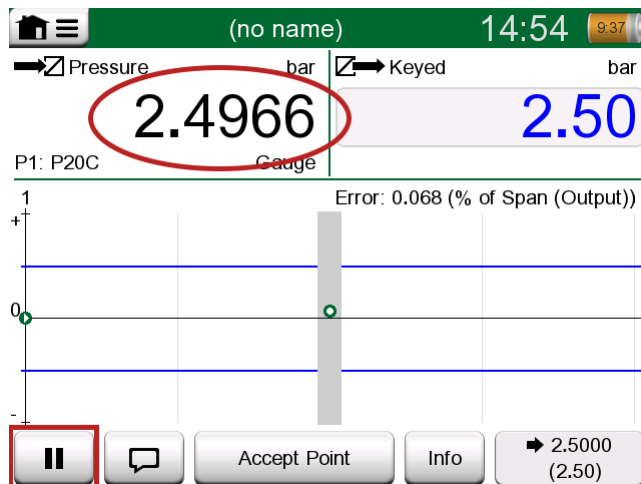 (no name) 14:54 9:37
Pressure bar Keyed bar
2.4966 2.50
P1: P20C Gauge
1 Error: 0.068 (% of Span (Output))
+
0
-
Accept Point Info 2.5000
(2.50)